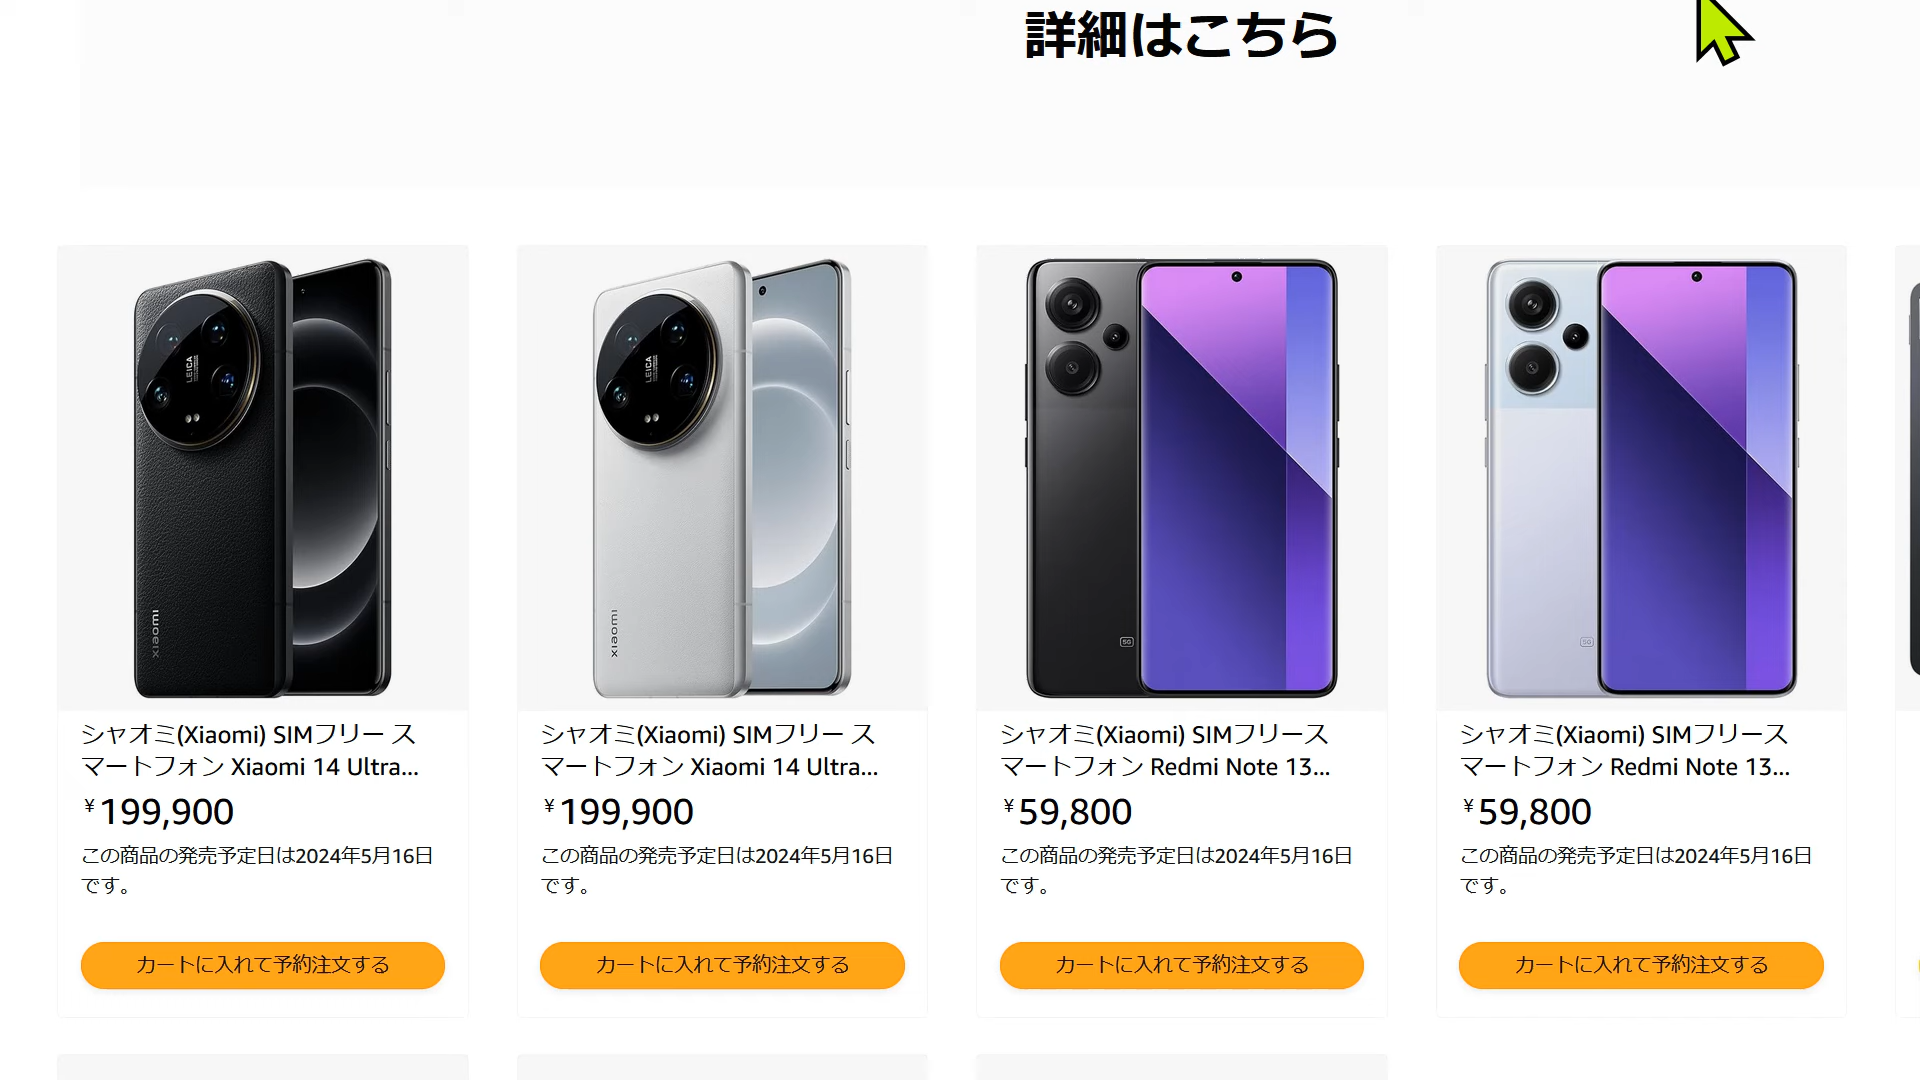 詳細はこちら
LEICA
xiaomi
LEICA
xiaomi
5G
5G
シャオミ(Xiaomi) SIMフリー ス
マートフォン Xiaomi 14 Ultra...
¥199,900
この商品の発売予定日は2024年5月16日
です。
カートに入れて予約注文する
シャオミ(Xiaomi) SIMフリー ス
マートフォン Xiaomi 14 Ultra...
¥199,900
この商品の発売予定日は2024年5月16日
です。
カートに入れて予約注文する
シャオミ(Xiaomi) SIMフリース
マートフォン Redmi Note 13...
¥59,800
この商品の発売予定日は2024年5月16日
です。
カートに入れて予約注文する
シャオミ(Xiaomi) SIMフリース
マートフォン Redmi Note 13...
¥59,800
この商品の発売予定日は2024年5月16日
です。
カートに入れて予約注文する